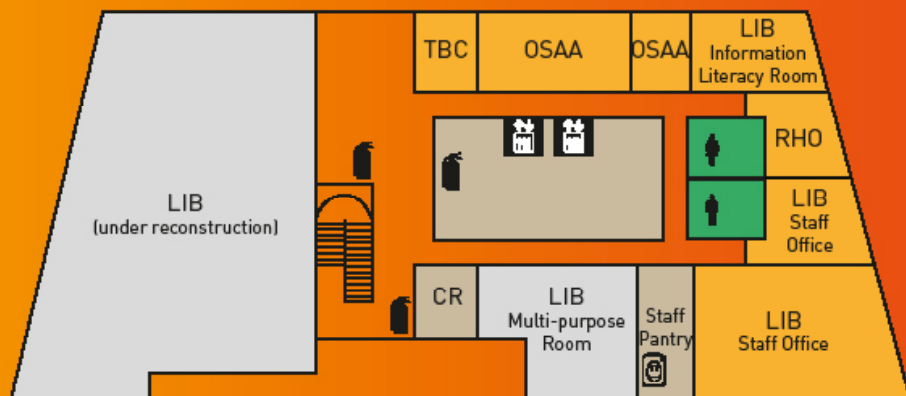 TBC
OSAA
OSAA
LIB
Information
Literacy Room
RHO
LIB
(under reconstruction)
LIB
Staff
Office
CR
LIB
Multi-purpose
Room
Staff
Pantry
LIB
Staff Office